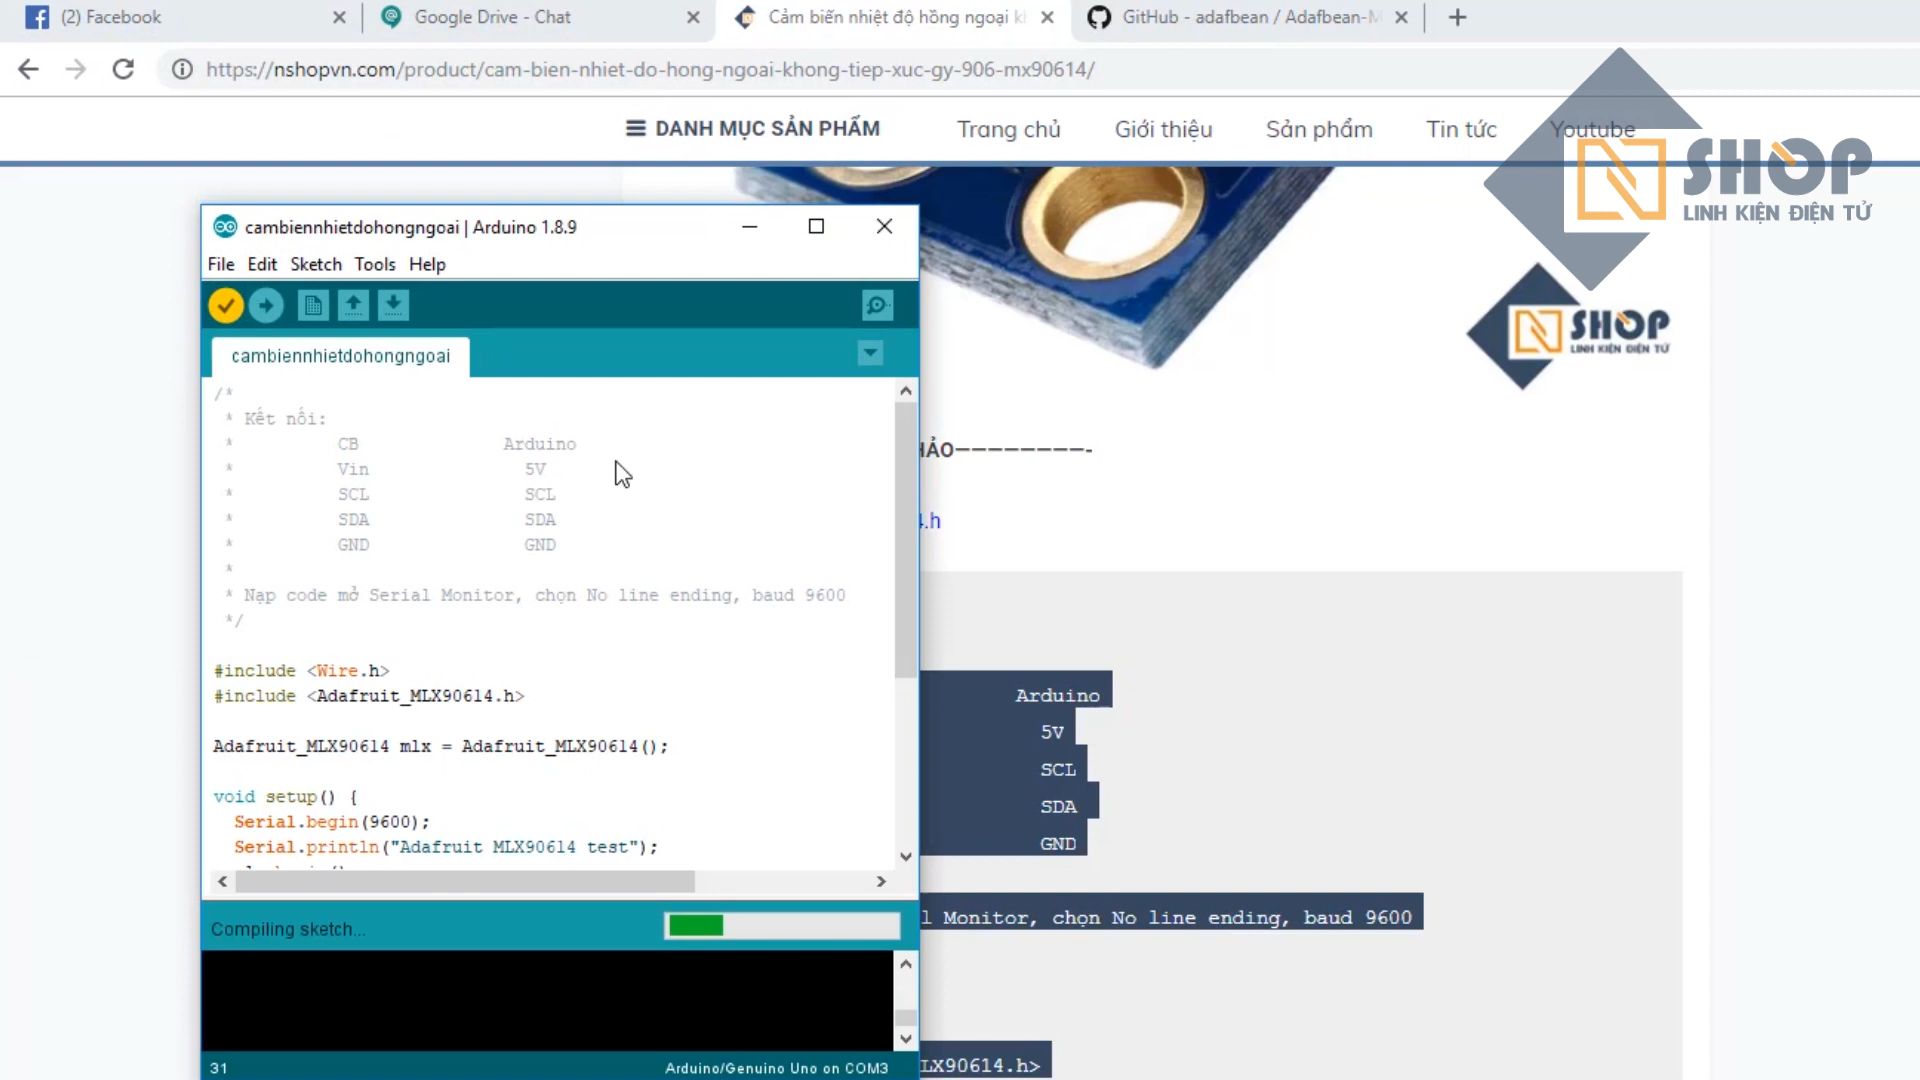 (2) Facebook
Google Drive - Chat
Cảm biến nhiệt độ hồng ngoại k
GitHub - adafbean / Adafbean-M
https://nshopvn.com/product/cam-bien-nhiet-do-hong-ngoai-khong-tiep-xuc-gy-906-mx90614/
DANH MỤC SẢN PHẨM
Trang chủ
Giới thiệu
Sản phẩm
Tin tức
Youtube
SHOP
LINH KIỆN ĐIỆN TỬ
SHOP
LINH KIỆN ĐIỆN TỬ
cambiennhietdohongngoai | Arduino 1.8.9
File Edit Sketch Tools Help
cambiennhietdohongngoai
/*
* Kết nối:
* CB Arduino
* Vin 5V
* SCL SCL
* SDA SDA
* GND GND
*
* Nạp code mở Serial Monitor, chọn No line ending, baud 9600
*/
#include <Wire.h>
#include <Adafruit_MLX90614.h>
Adafruit_MLX90614 mlx = Adafruit_MLX90614();
void setup() {
Serial.begin(9600);
Serial.println("Adafruit MLX90614 test");
Compiling sketch...
31
Arduino/Genuino Uno on COM3
ẢO————————-
.h
Arduino
5V
SCL
SDA
GND
l Monitor, chọn No line ending, baud 9600
LX90614.h>